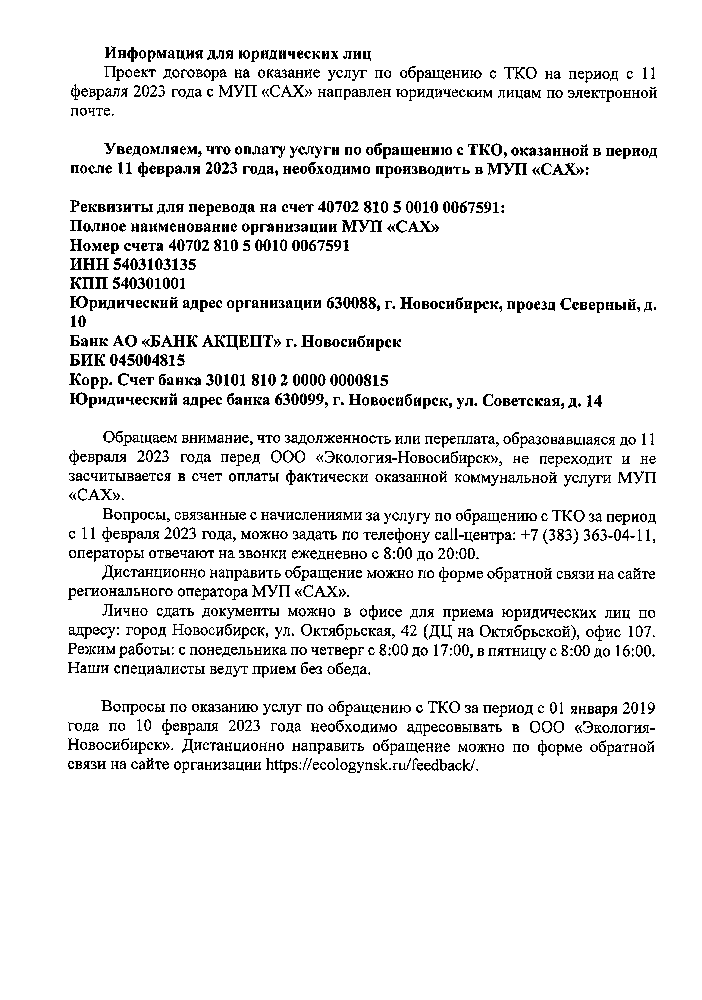 Информация для юридических лиц
Проект договора на оказание услуг по обращению с ТКО на период с 11
февраля 2023 года с МУП «САХ» направлен юридическим лицам по электронной
почте.
Уведомляем, что оплату услуги по обращению с ТКО, оказанной в период
после 11 февраля 2023 года, необходимо производить в МУП «САХ»:
Реквизиты для перевода на счет 40702 810 5 0010 0067591:
Полное наименование организации МУП «САХ»
Номер счета 40702 810 5 0010 0067591
ИНН 5403103135
КПП 540301001
Юридический адрес организации 630088, г. Новосибирск, проезд Северный, д.
10
Банк АО «БАНК АКЦЕПТ» г. Новосибирск
БИК 045004815
Корр. Счет банка 30101 810 2 0000 0000815
Юридический адрес банка 630099, г. Новосибирск, ул. Советская, д. 14
Обращаем внимание, что задолженность или переплата, образовавшаяся до 11
февраля 2023 года перед ООО «Экология-Новосибирск», не переходит и не
засчитывается в счет оплаты фактически оказанной коммунальной услуги МУП
«САХ».
Вопросы, связанные с начислениями за услугу по обращению с ТКО за период
с 11 февраля 2023 года, можно задать по телефону call-центра: +7 (383) 363-04-11,
операторы отвечают на звонки ежедневно с 8:00 до 20:00.
Дистанционно направить обращение можно по форме обратной связи на сайте
регионального оператора МУП «САХ».
Лично сдать документы можно в офисе для приема юридических лиц по
адресу: город Новосибирск, ул. Октябрьская, 42 (ДЦ на Октябрьской), офис 107.
Режим работы: с понедельника по четверг с 8:00 до 17:00, в пятницу с 8:00 до 16:00.
Наши специалисты ведут прием без обеда.
Вопросы по оказанию услуг по обращению с ТКО за период с 01 января 2019
года по 10 февраля 2023 года необходимо адресовывать в ООО «Экология-
Новосибирск». Дистанционно направить обращение можно по форме обратной
связи на сайте организации https://ecologynsk.ru/feedback/.